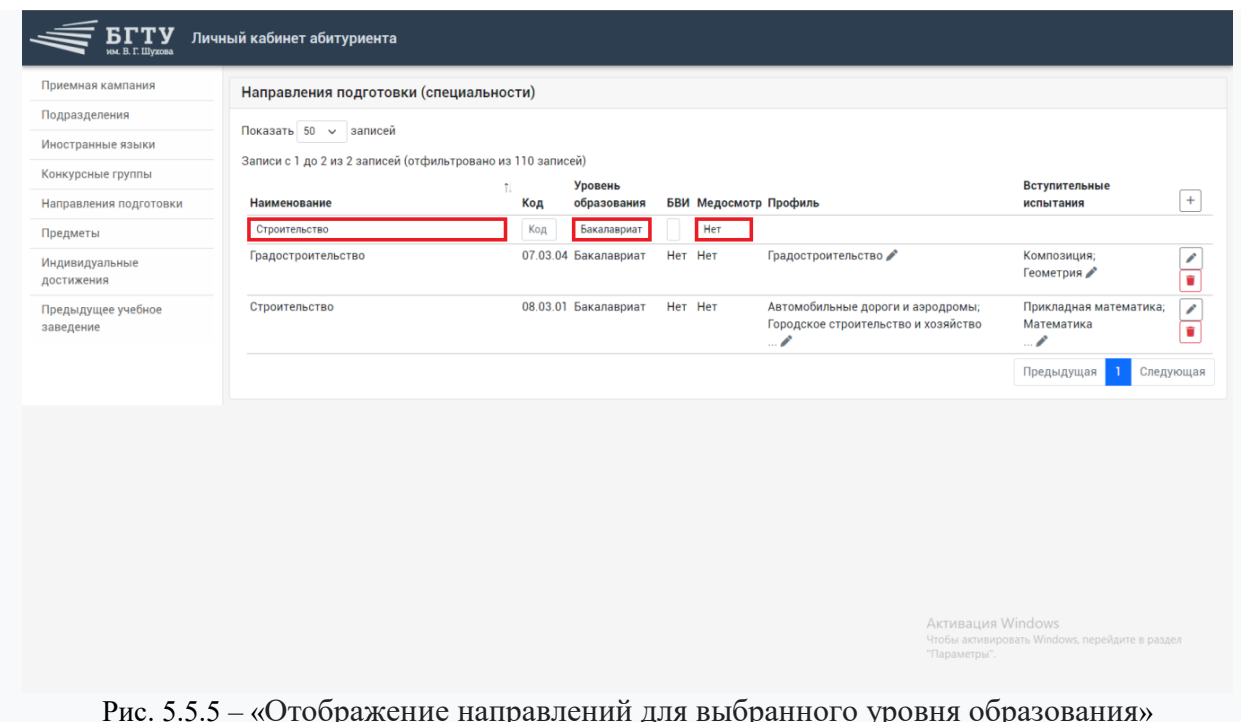 БГТУ
им. В. Г. Шухова
Личный кабинет абитуриента
Приемная кампания
Подразделения
Иностранные языки
Конкурсные группы
Направления подготовки
Предметы
Индивидуальные
достижения
Предыдущее учебное
заведение
Направления подготовки (специальности)
Показать 50 записей
Записи с 1 до 2 из 2 записей (отфильтровано из 110 записей)
Наименование Код Уровень образования БВИ Медосмотр Профиль Вступительные испытания +
Строительство Код Бакалавриат Нет
Градостроительство 07.03.04 Бакалавриат Нет Нет Градостроительство Композиция;
Геометрия
Строительство 08.03.01 Бакалавриат Нет Нет Автомобильные дороги и аэродромы; Прикладная математика;
Городское строительство и хозяйство Математика
... ...
Предыдущая 1 Следующая
Активация Windows
Чтобы активировать Windows, перейдите в раздел
"Параметры".
Рис. 5.5.5 – «Отображение направлений для выбранного уровня образования»